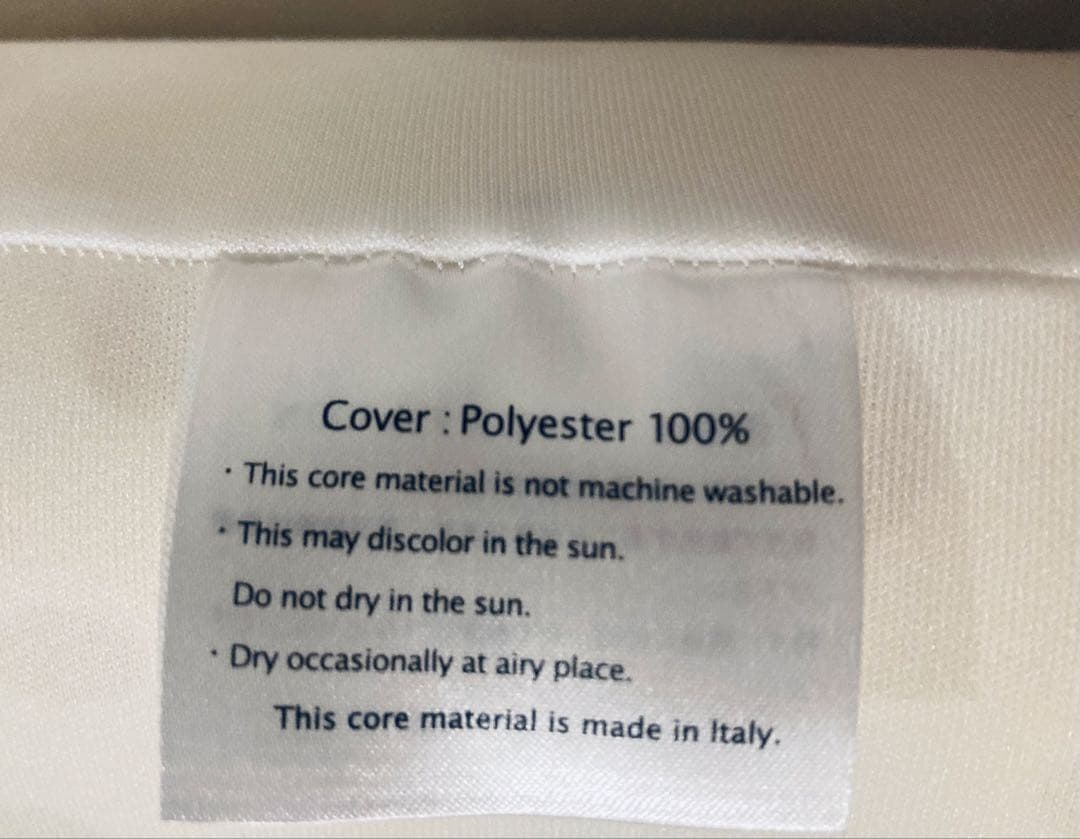 Cover : Polyester 100%
・This core material is not machine washable.
・This may discolor in the sun.
Do not dry in the sun.
・Dry occasionally at airy place.
This core material is made in Italy.